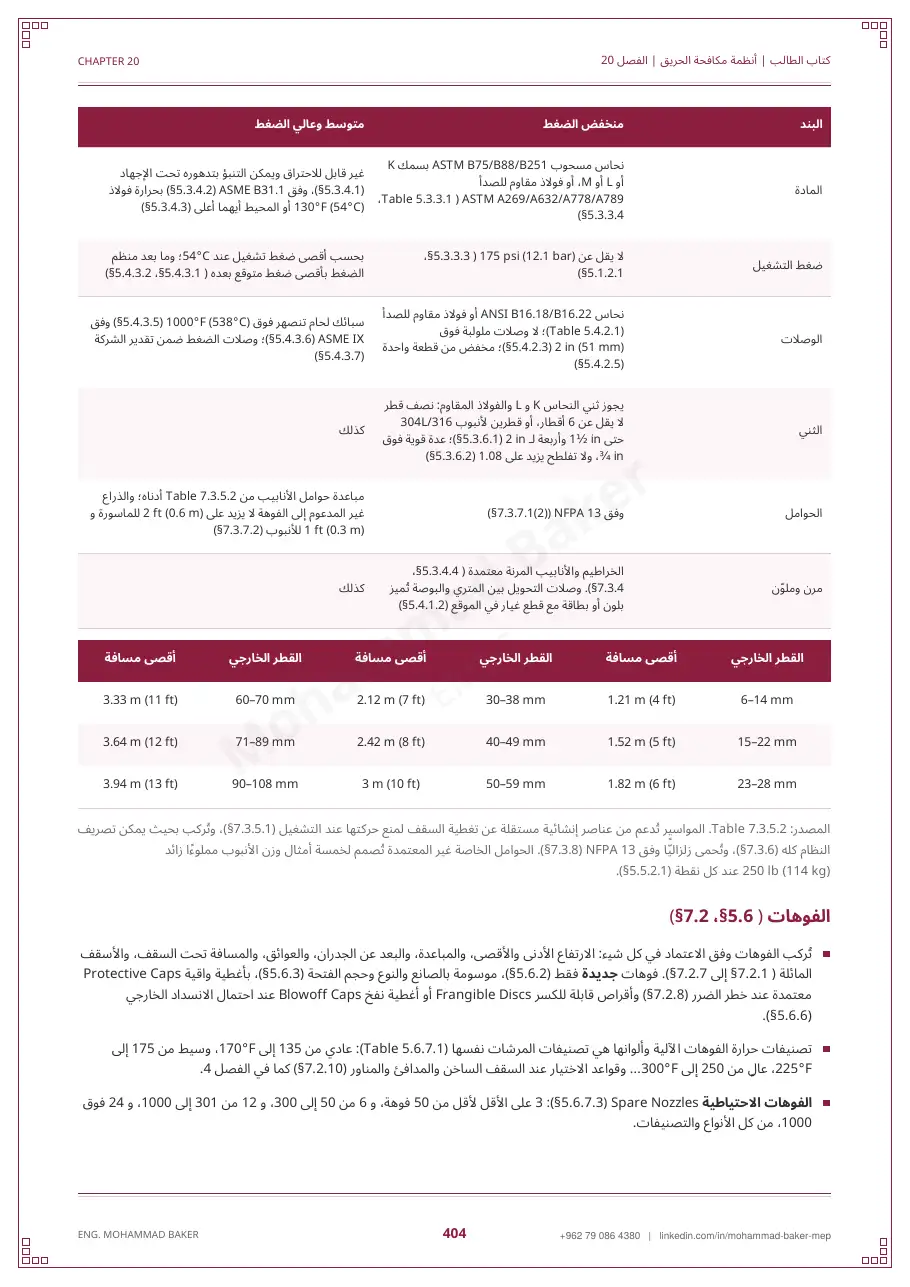 كتاب الطالب | أنظمة مكافحة الحريق | الفصل 20
CHAPTER 20
البند	منخفض الضغط	متوسط وعالي الضغط
المادة
نحاس مسحوب ASTM B75/B88/B251 بسمك K
أو L أو M، أو فولاذ مقاوم للصدأ
ASTM A269/A632/A778/A789 ( Table 5.3.3.1،
§5.3.3.4)
غير قابل للاحتراق ويمكن التنبؤ بتدهوره تحت الإجهاد
(§5.3.4.1)، وفق ASME B31.1 (§5.3.4.2) بحرارة فولاذ
130°F (54°C) أو المحيط أيهما أعلى (§5.3.4.3)
ضغط التشغيل
لا يقل عن 175 psi (12.1 bar) ( §5.3.3.3،
§5.1.2.1)
بحسب أقصى ضغط تشغيل عند 54°C؛ وما بعد منظم
الضغط بأقصى ضغط متوقع بعده ( §5.4.3.1، §5.4.3.2)
الوصلات
نحاس ANSI B16.18/B16.22 أو فولاذ مقاوم للصدأ
(Table 5.4.2.1)؛ لا وصلات ملولبة فوق
2 in (51 mm) (§5.4.2.3)؛ مخفض من قطعة واحدة
(§5.4.2.5)
سبائك لحام تنصهر فوق 1000°F (538°C) (§5.4.3.5) وفق
ASME IX (§5.4.3.6)؛ وصلات الضغط ضمن تقدير الشركة
(§5.4.3.7)
الثني
يجوز ثني النحاس K و L والفولاذ المقاوم: نصف قطر
لا يقل عن 6 أقطار، أو قطرين لأنبوب 304L/316
حتى 1½ in وأربعة لـ 2 in (§5.3.6.1)؛ عدة قوية فوق
¾ in، ولا تفلطح يزيد على 1.08 (§5.3.6.2)
كذلك
الحوامل
وفق NFPA 13 (§7.3.7.1(2))
مباعدة حوامل الأنابيب من Table 7.3.5.2 أدناه؛ والذراع
غير المدعوم إلى الفوهة لا يزيد على 2 ft (0.6 m) للماسورة و
1 ft (0.3 m) للأنبوب (§7.3.7.2)
مرن وملوّن
الخراطيم والأنابيب المرنة معتمدة ( §5.3.4.4،
§7.3.4). وصلات التحويل بين المتري والبوصة تُميز
بلون أو بطاقة مع قطع غيار في الموقع (§5.4.1.2)
كذلك
القطر الخارجي	أقصى مسافة	القطر الخارجي	أقصى مسافة	القطر الخارجي	أقصى مسافة
6–14 mm	1.21 m (4 ft)	30–38 mm	2.12 m (7 ft)	60–70 mm	3.33 m (11 ft)
15–22 mm	1.52 m (5 ft)	40–49 mm	2.42 m (8 ft)	71–89 mm	3.64 m (12 ft)
23–28 mm	1.82 m (6 ft)	50–59 mm	3 m (10 ft)	90–108 mm	3.94 m (13 ft)
المصدر: Table 7.3.5.2. المواسير تُدعم من عناصر إنشائية مستقلة عن تغطية السقف لمنع حركتها عند التشغيل (§7.3.5.1)، وتُركب بحيث يمكن تصريف
النظام كله (§7.3.6)، وتُحمى زلزاليًا وفق NFPA 13 (§7.3.8). الحوامل الخاصة غير المعتمدة تُصمم لخمسة أمثال وزن الأنبوب مملوءًا زائد
250 lb (114 kg) عند كل نقطة (§5.5.2.1).
الفوهات ( §5.6، §7.2)
تُركب الفوهات وفق الاعتماد في كل شيء: الارتفاع الأدنى والأقصى، والمباعدة، والبعد عن الجدران، والعوائق، والمسافة تحت السقف، والأسقف
المائلة ( §7.2.1 إلى §7.2.7). فوهات جديدة فقط (§5.6.2)، موسومة بالصانع والنوع وحجم الفتحة (§5.6.3)، بأغطية واقية Protective Caps
معتمدة عند خطر الضرر (§7.2.8) وأقراص قابلة للكسر Frangible Discs أو أغطية نفخ Blowoff Caps عند احتمال الانسداد الخارجي
(§5.6.6).
تصنيفات حرارة الفوهات الآلية وألوانها هي تصنيفات المرشات نفسها (Table 5.6.7.1): عادي من 135 إلى 170°F، وسيط من 175 إلى
225°F، عالٍ من 250 إلى 300°F... وقواعد الاختيار عند السقف الساخن والمدافئ والمناور (§7.2.10) كما في الفصل 4.
الفوهات الاحتياطية Spare Nozzles (§5.6.7.3): 3 على الأقل لأقل من 50 فوهة، و 6 من 50 إلى 300، و 12 من 301 إلى 1000، و 24 فوق
1000، من كل الأنواع والتصنيفات.
Mohammad Baker
ENG. MOHAMMAD BAKER
404
+962 79 086 4380 | linkedin.com/in/mohammad-baker-mep